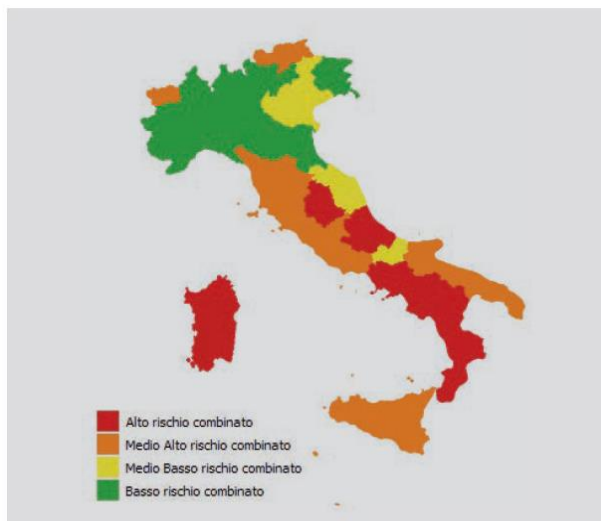 Alto rischio combinato
Medio Alto rischio combinato
Medio Basso rischio combinato
Basso rischio combinato